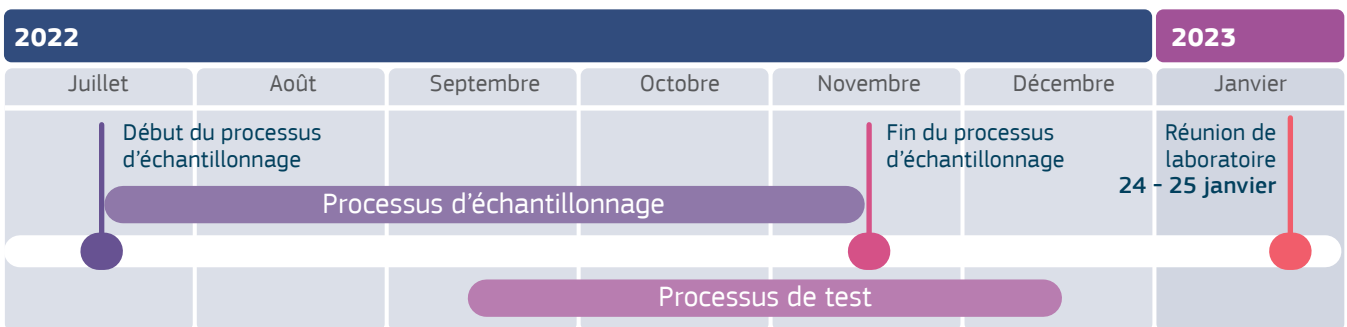 2022
2023
Juillet
Août
Septembre
Octobre
Novembre
Décembre
Janvier
Début du processus
d’échantillonnage
Fin du processus
d’échantillonnage
Réunion de
laboratoire
24 - 25 janvier
Processus d’échantillonnage
Processus de test